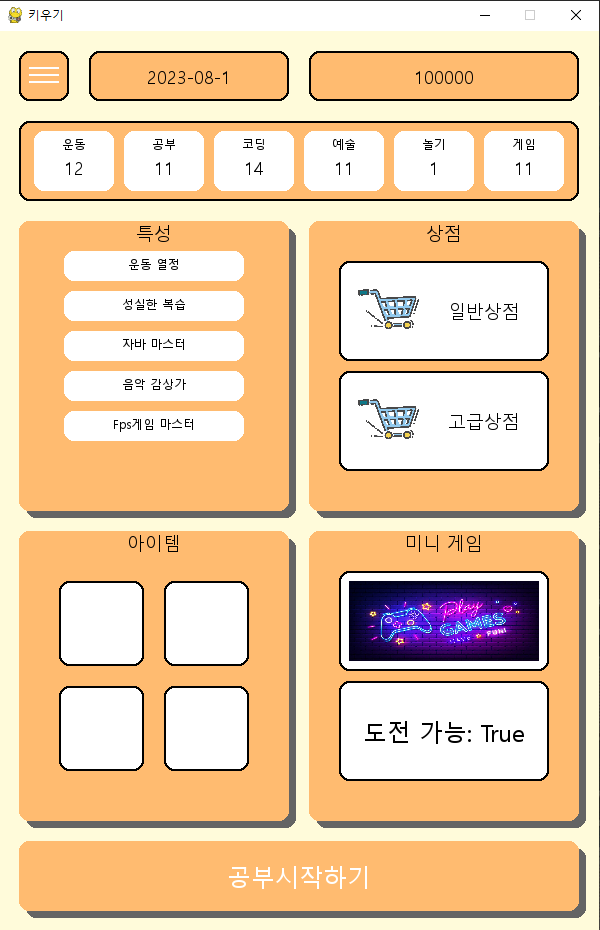 키우기
2023-08-1
100000
운동 공부 코딩 예술 놀기 게임
12 11 14 11 1 11
특성
운동 열정
성실한 복습
자바 마스터
음악 감상가
Fps게임 마스터
상점
일반상점
고급상점
아이템
미니 게임
Play
GAMES
FUN!
도전 가능: True
공부시작하기